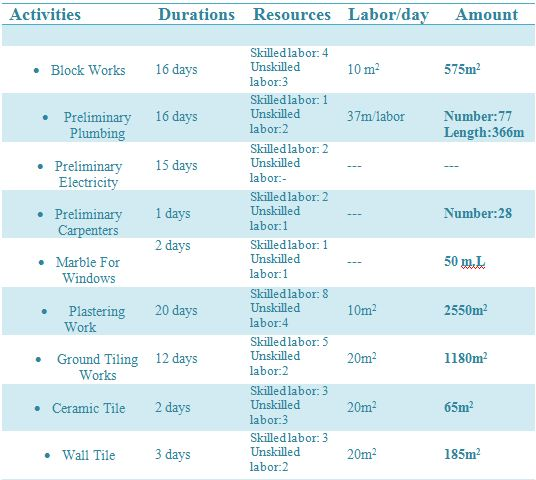 Activities Durations Resources Labor/day Amount
• Block Works 16 days Skilled labor: 4 Unskilled labor:3 10 m² 575m²
• Preliminary Plumbing 16 days Skilled labor: 1 Unskilled labor:2 37m/labor Number:77 Length:366m
• Preliminary Electricity 15 days Skilled labor: 2 Unskilled labor:- --- ---
• Preliminary Carpenters 1 days Skilled labor: 2 Unskilled labor:1 --- Number:28
• Marble For Windows 2 days Skilled labor: 1 Unskilled labor:1 --- 50 m.L
• Plastering Work 20 days Skilled labor: 8 Unskilled labor:4 10m² 2550m²
• Ground Tiling Works 12 days Skilled labor: 5 Unskilled labor:2 20m² 1180m²
• Ceramic Tile 2 days Skilled labor: 3 Unskilled labor:3 20m² 65m²
• Wall Tile 3 days Skilled labor: 3 Unskilled labor:2 20m² 185m²